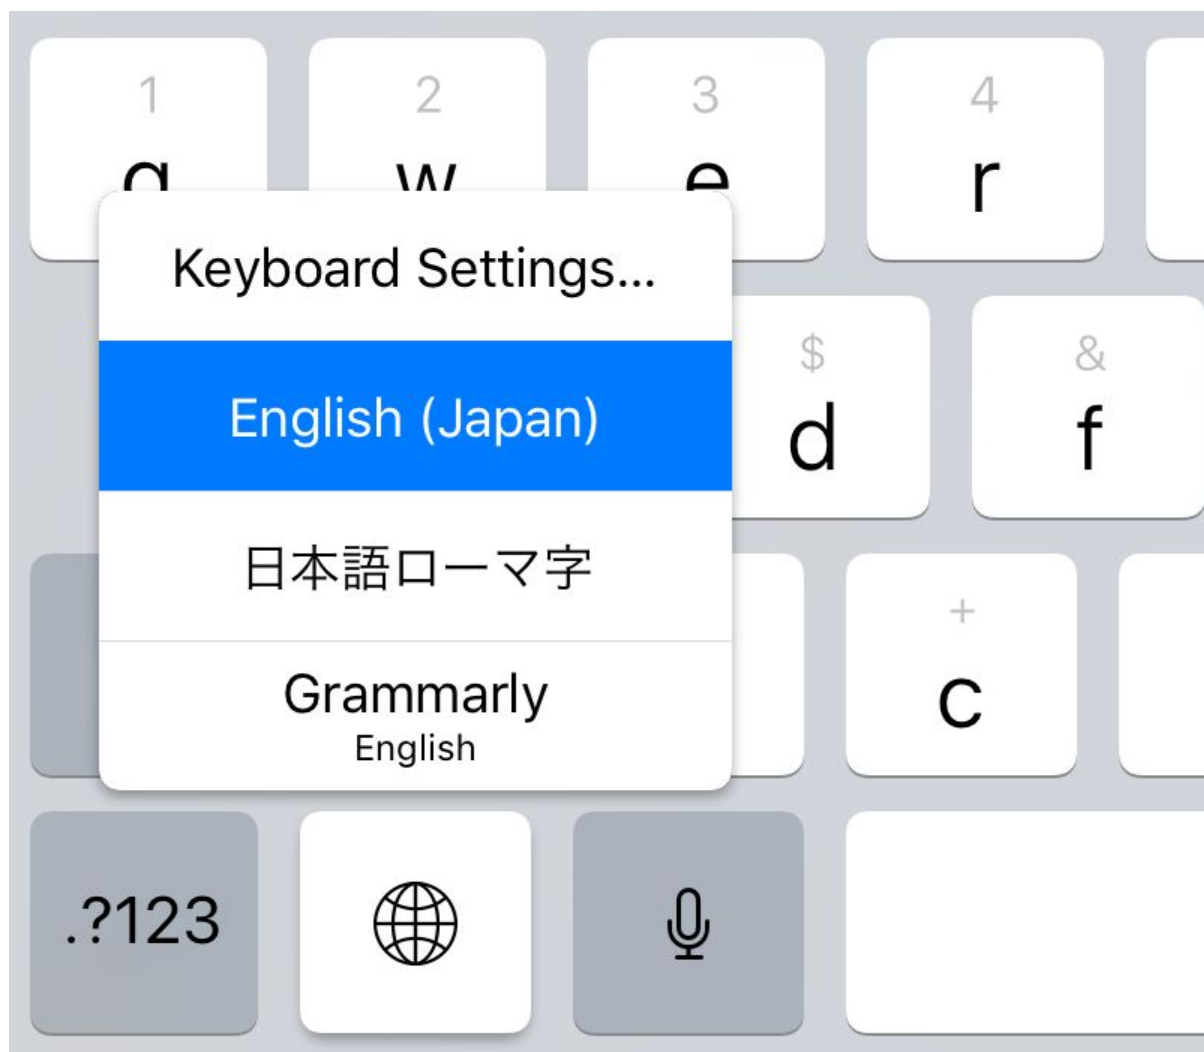 1 2 3 4
q w e r
Keyboard Settings...
$ &
English (Japan) d f
日本語ローマ字
+
Grammarly c
English
.?123